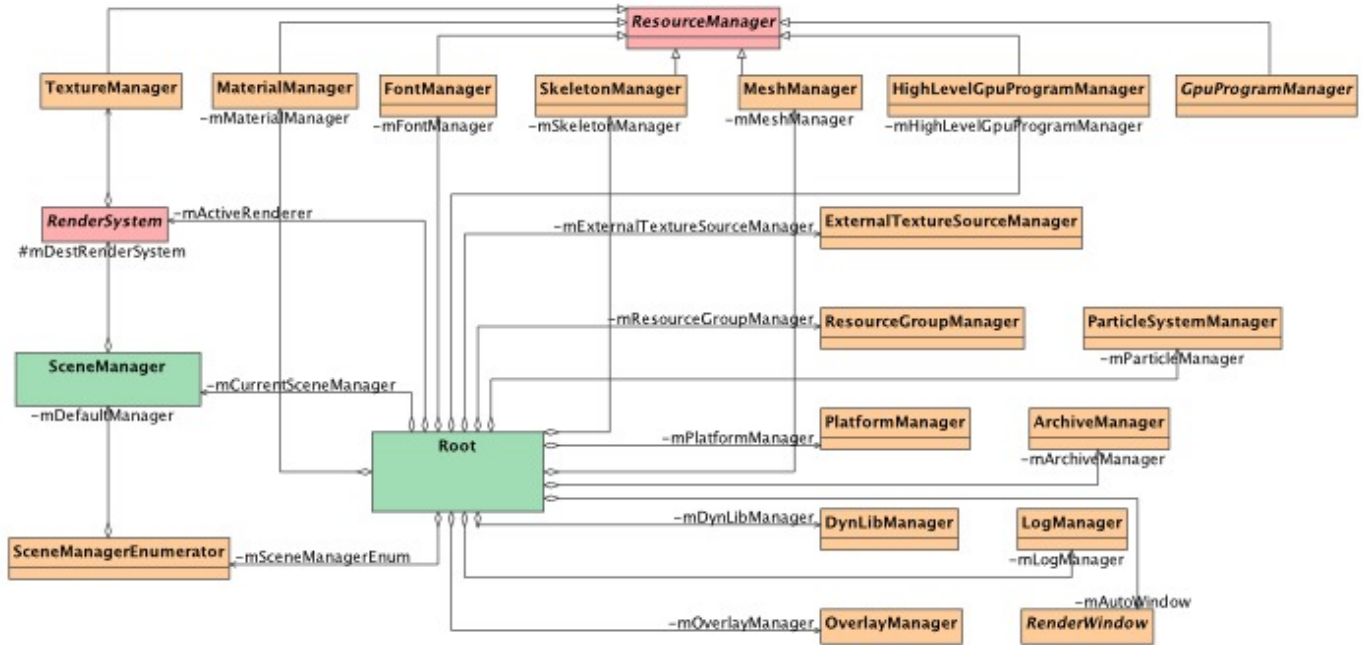 ResourceManager
TextureManager
MaterialManager
FontManager
SkeletonManager
MeshManager
HighLevelGpuProgramManager
GpuProgramManager
-mMaterialManager
-mFontManager
-mSkeletonManager
-mMeshManager
-mHighLevelGpuProgramManager
RenderSystem
-mActiveRenderer
-mExternalTextureSourceManager
ExternalTextureSourceManager
#mDestRenderSystem
-mResourceGroupManager
ResourceGroupManager
ParticleSystemManager
-mParticleManager
SceneManager
-mCurrentSceneManager
-mDefaultManager
Root
-mPlatformManager
PlatformManager
ArchiveManager
-mArchiveManager
-mDynLibManager
DynLibManager
LogManager
-mLogManager
SceneManagerEnumerator
-mSceneManagerEnum
-mAutoWindow
-mOverlayManager
OverlayManager
RenderWindow